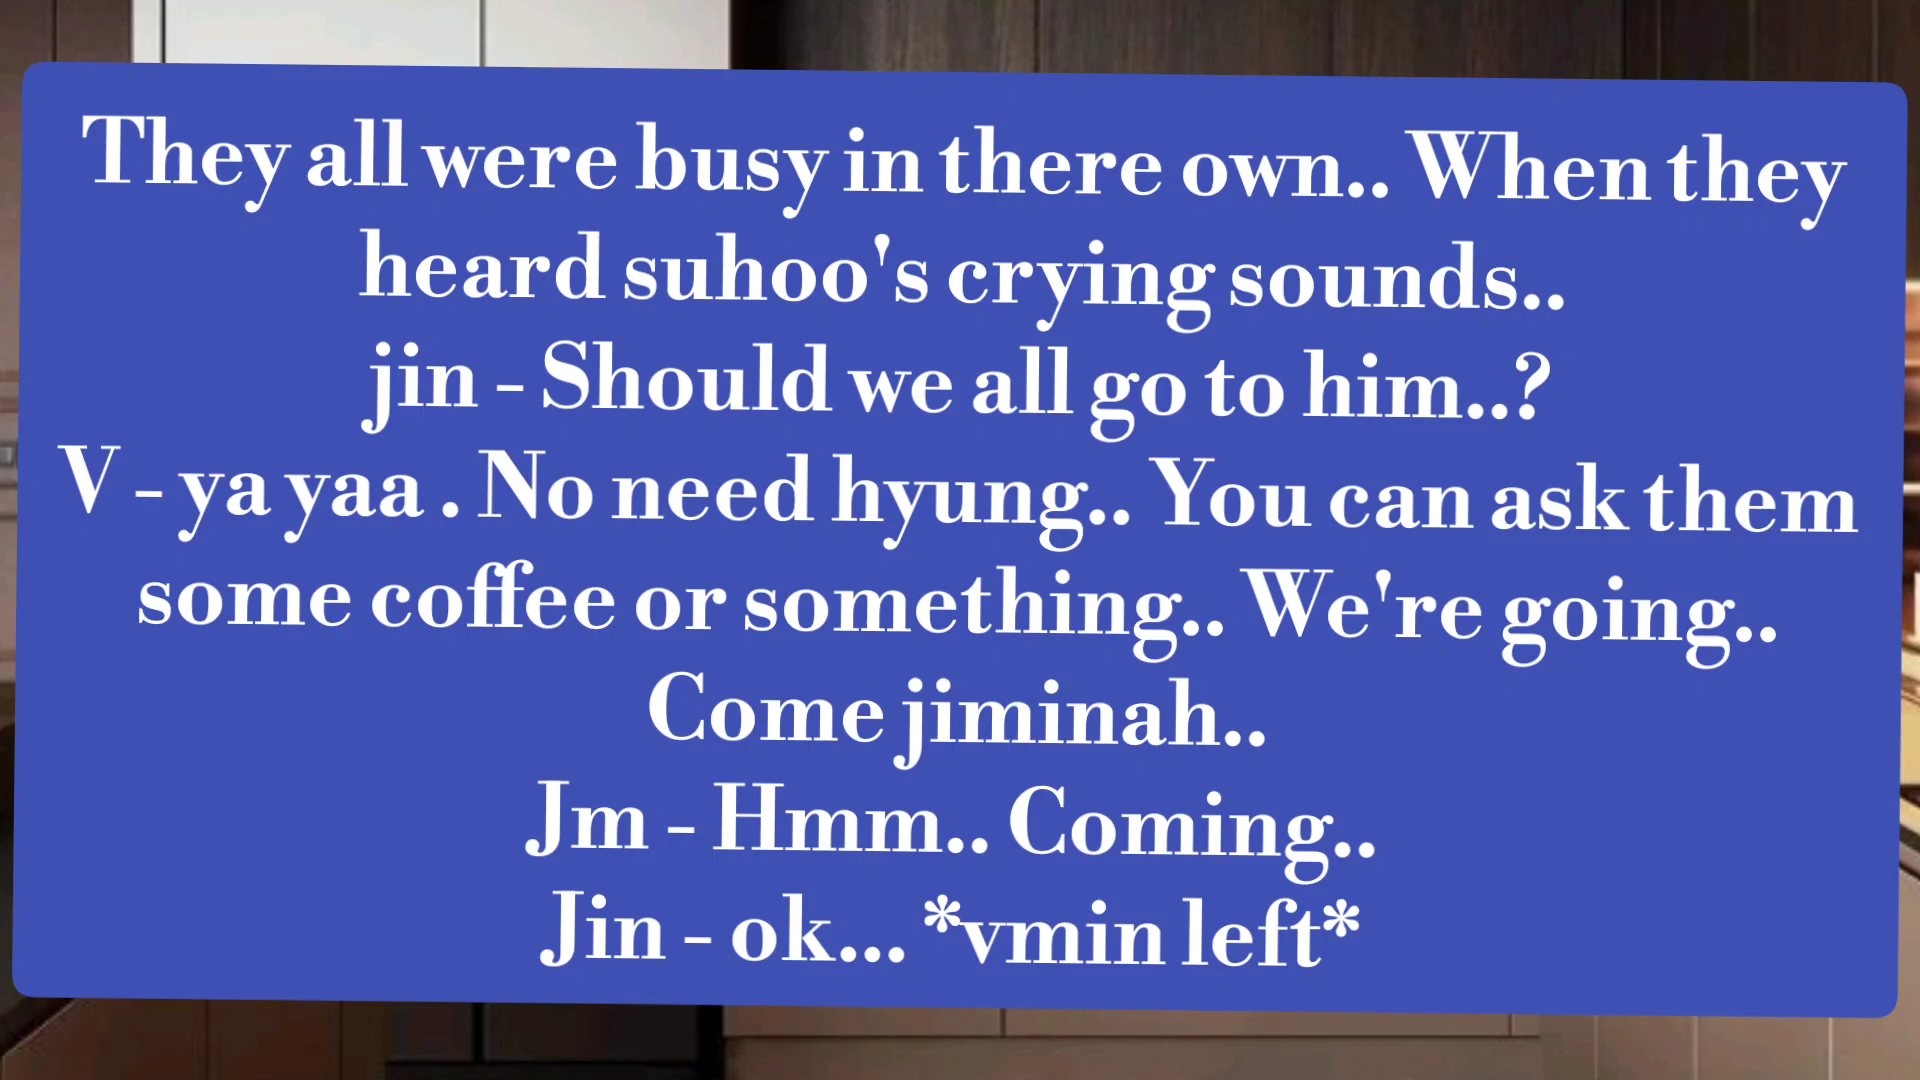 They all were busy in there own.. When they
heard suhoo's crying sounds..
jin - Should we all go to him..?
V - ya yaa . No need hyung.. You can ask them
some coffee or something.. We're going..
Come jiminah..
Jm - Hmm.. Coming..
Jin - ok... *vmin left*